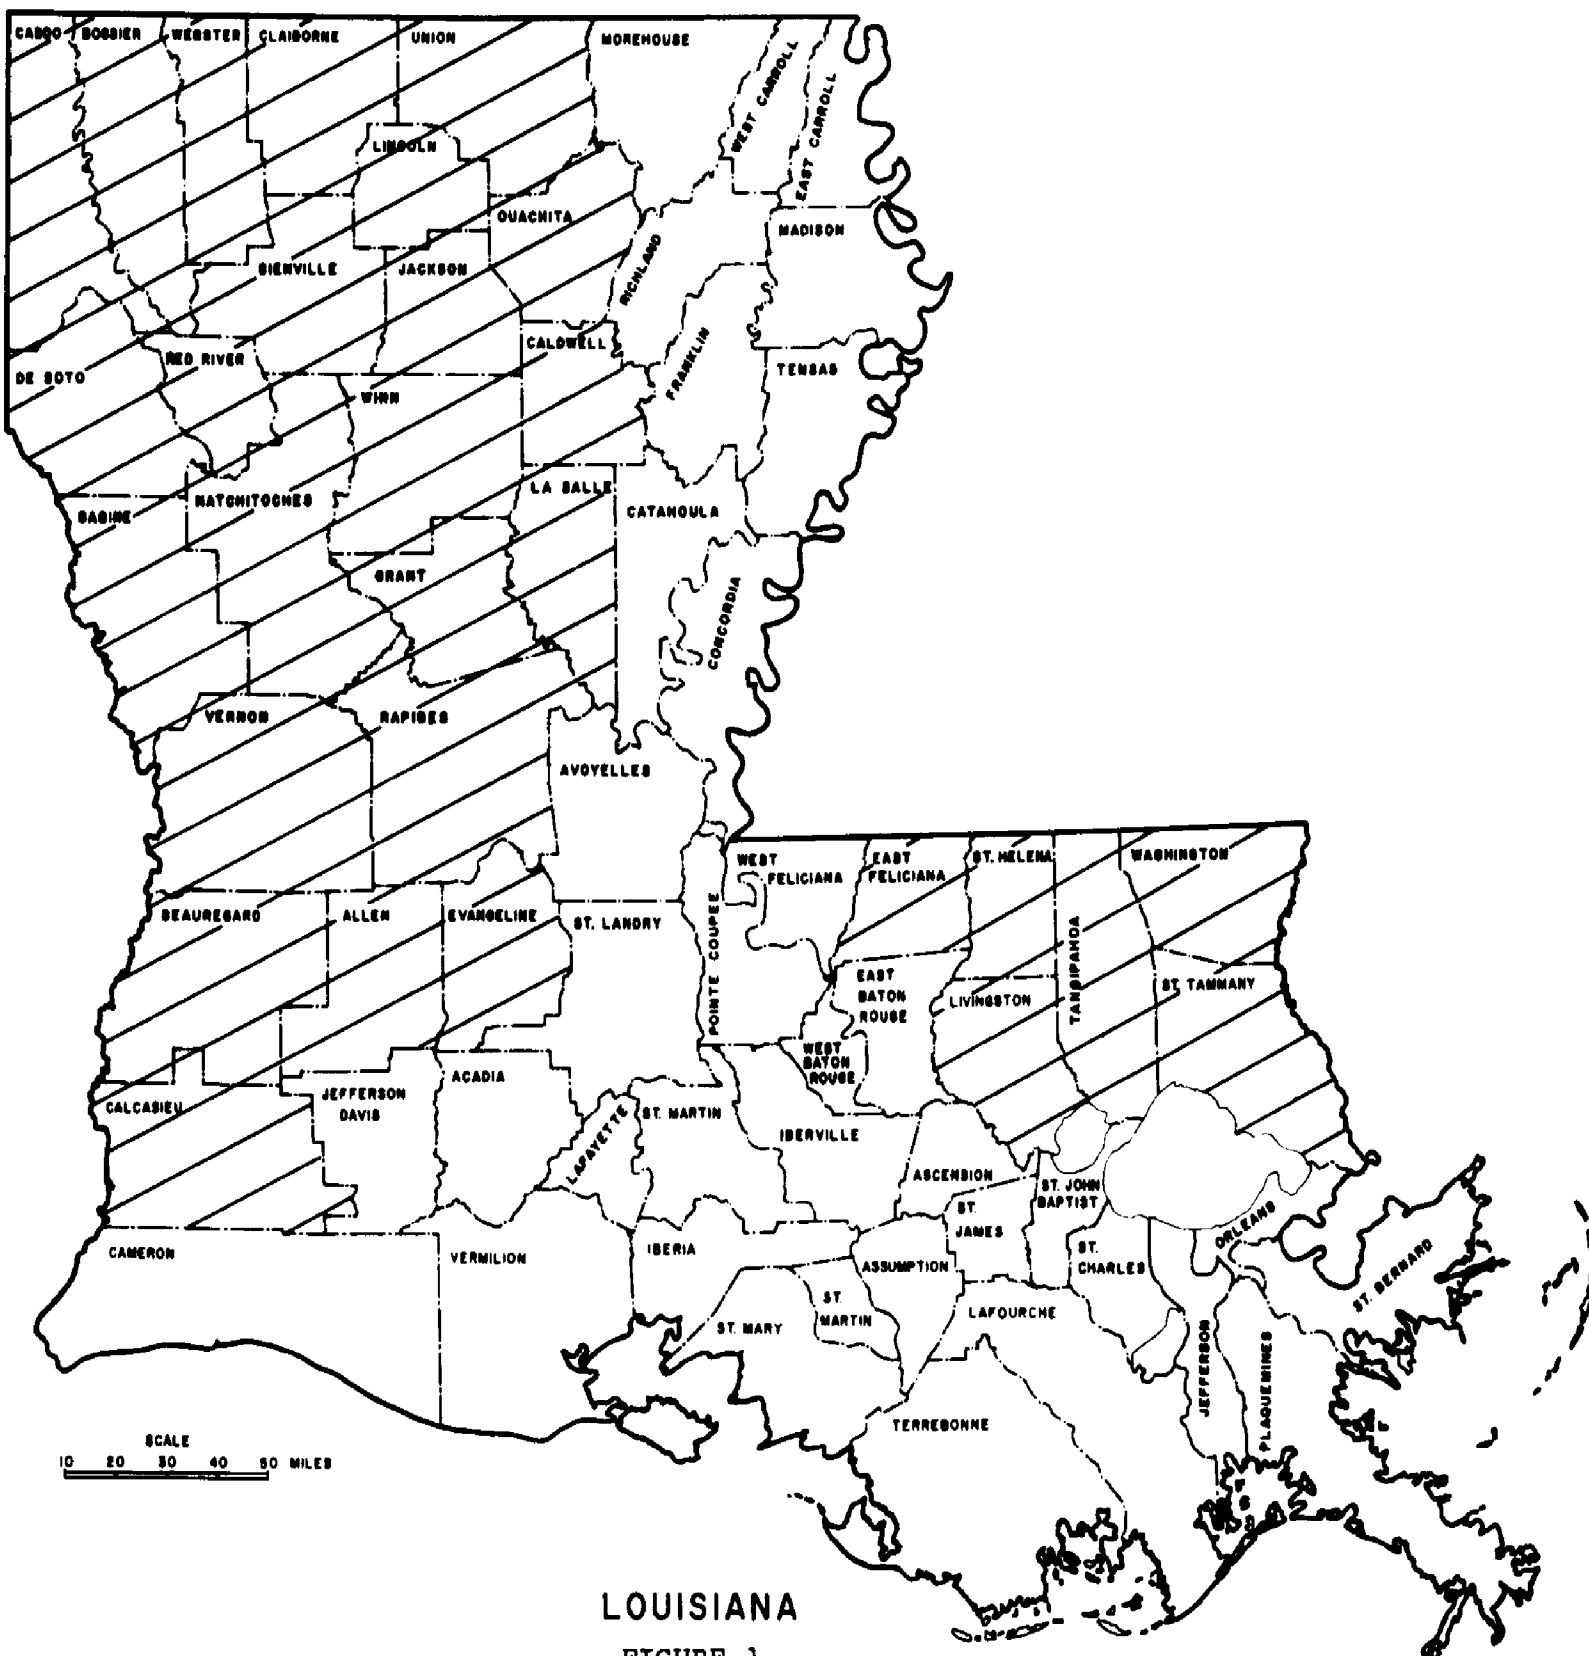 CADDO BOSSIER WEBSTER CLAIBORNE UNION MOREHOUSE
WEST CARROLL
EAST CARROLL
LINCOLN
OUACHITA
MADISON
RICHLAND
BIENVILLE JACKSON
CALDWELL
FRANKLIN
RED RIVER
DE SOTO
TENSAS
WINN
LA SALLE
NATCHITOCHES
SABINE
CATAHOULA
GRANT
CONCORDIA
VERNON
RAPIDES
AVOYELLES
WEST
FELICIANA
EAST
FELICIANA
ST. HELENA
WASHINGTON
BEAUREGARD
ALLEN
EVANGELINE
ST. LANDRY
POINTE COUPEE
TANGIPAHOA
EAST
BATON
ROUGE
LIVINGSTON
ST. TAMMANY
WEST
BATON
ROUGE
ACADIA
JEFFERSON
DAVIS
CALCASIEU
LAFAYETTE
ST. MARTIN
IBERVILLE
ASCENSION
ST. JOHN
BAPTIST
ST.
JAMES
ORLEANS
CAMERON
VERMILION
IBERIA
ASSUMPTION
ST.
CHARLES
ST. BERNARD
ST.
MARTIN
ST. MARY
LAFOURCHE
JEFFERSON
PLAQUEMINES
TERREBONNE
SCALE
10 20 30 40 50 MILES
LOUISIANA
FIGURE 1